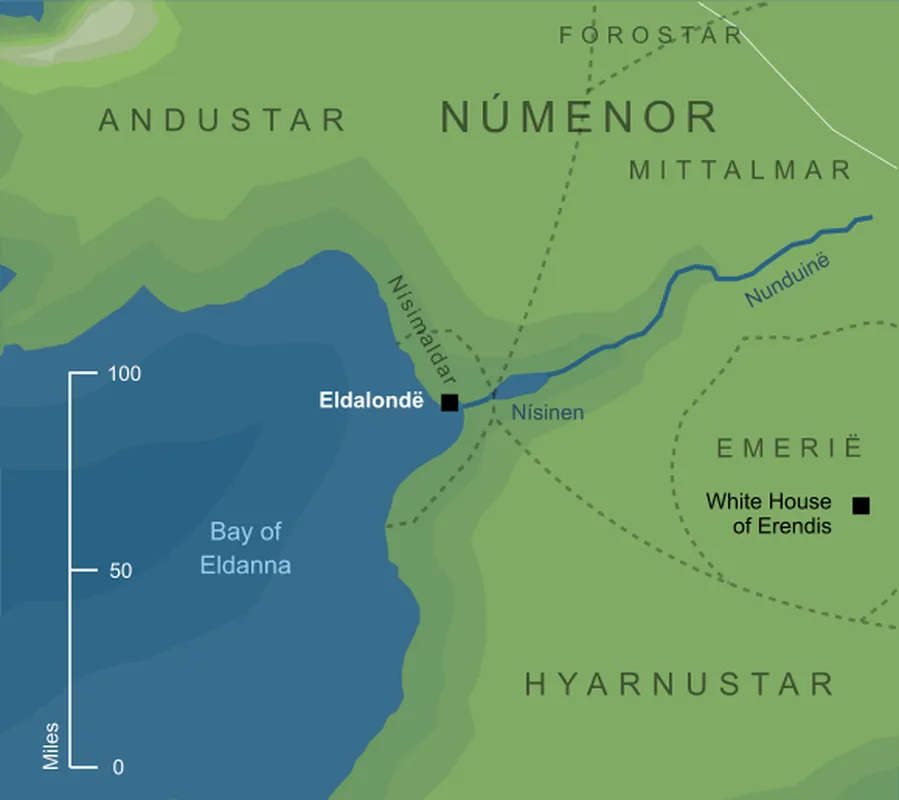 FOROSTAR
ANDUSTAR
NÚMENOR
MITTALMAR
Nunduinë
Nísimaldar
100
Eldalondë
Nísinen
EMERIË
White House
of Erendis
Bay of
Eldanna
50
HYARNUSTAR
Miles
0